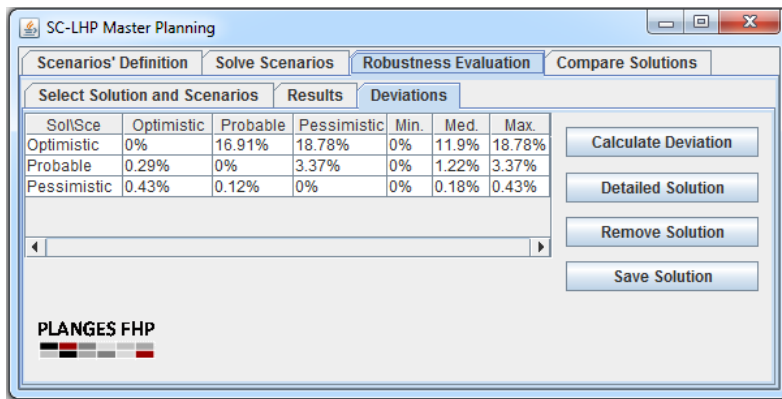 SC-LHP Master Planning
Scenarios' Definition Solve Scenarios Robustness Evaluation Compare Solutions
Select Solution and Scenarios Results Deviations
Sol\Sce Optimistic Probable Pessimistic Min. Med. Max.
Optimistic 0% 16.91% 18.78% 0% 11.9% 18.78%
Probable 0.29% 0% 3.37% 0% 1.22% 3.37%
Pessimistic 0.43% 0.12% 0% 0% 0.18% 0.43%
Calculate Deviation
Detailed Solution
Remove Solution
Save Solution
PLANGES FHP